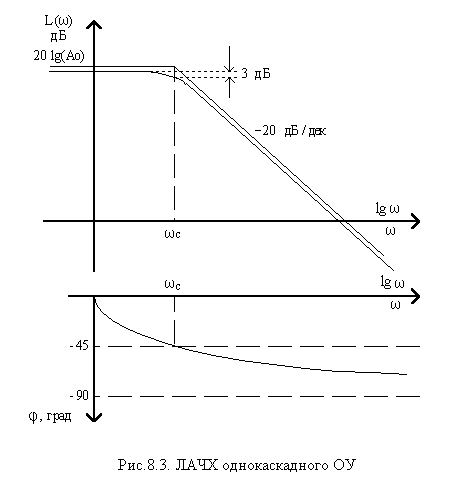 L(ω)
дБ
20 lg(Ao)
3 дБ
−20 дБ/дек
lg ω
ω
ωc
ωc
lg ω
ω
-45
-90
φ, град
Рис.8.3. ЛАЧХ однокаскадного ОУ